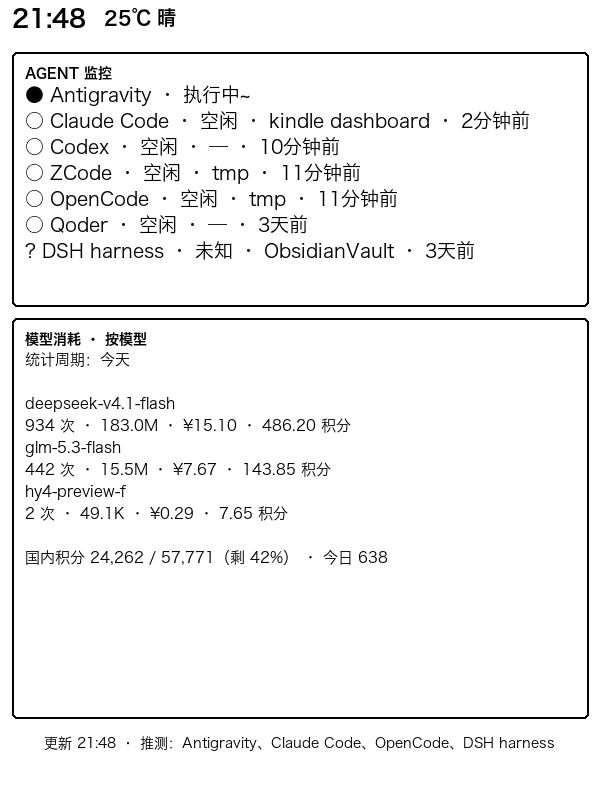 21:48 25℃ 晴
AGENT 监控
● Antigravity · 执行中~
○ Claude Code · 空闲 · kindle dashboard · 2分钟前
○ Codex · 空闲 · — · 10分钟前
○ ZCode · 空闲 · tmp · 11分钟前
○ OpenCode · 空闲 · tmp · 11分钟前
○ Qoder · 空闲 · — · 3天前
? DSH harness · 未知 · ObsidianVault · 3天前
模型消耗 · 按模型
统计周期：今天
deepseek-v4.1-flash
934 次 · 183.0M · ¥15.10 · 486.20 积分
glm-5.3-flash
442 次 · 15.5M · ¥7.67 · 143.85 积分
hy4-preview-f
2 次 · 49.1K · ¥0.29 · 7.65 积分
国内积分 24,262 / 57,771（剩 42%） · 今日 638
更新 21:48 · 推测：Antigravity、Claude Code、OpenCode、DSH harness